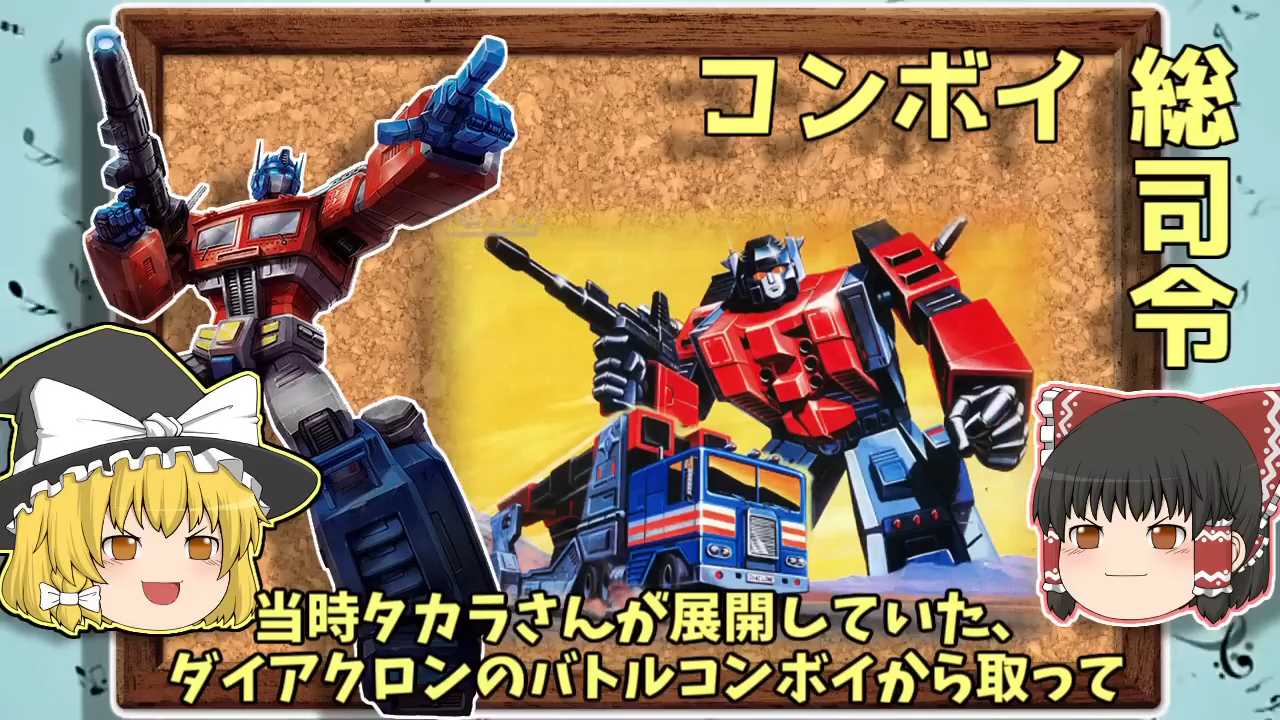 総司令
コンボイ
当時タカラさんが展開していた、
ダイアクロンのバトルコンボイから取って